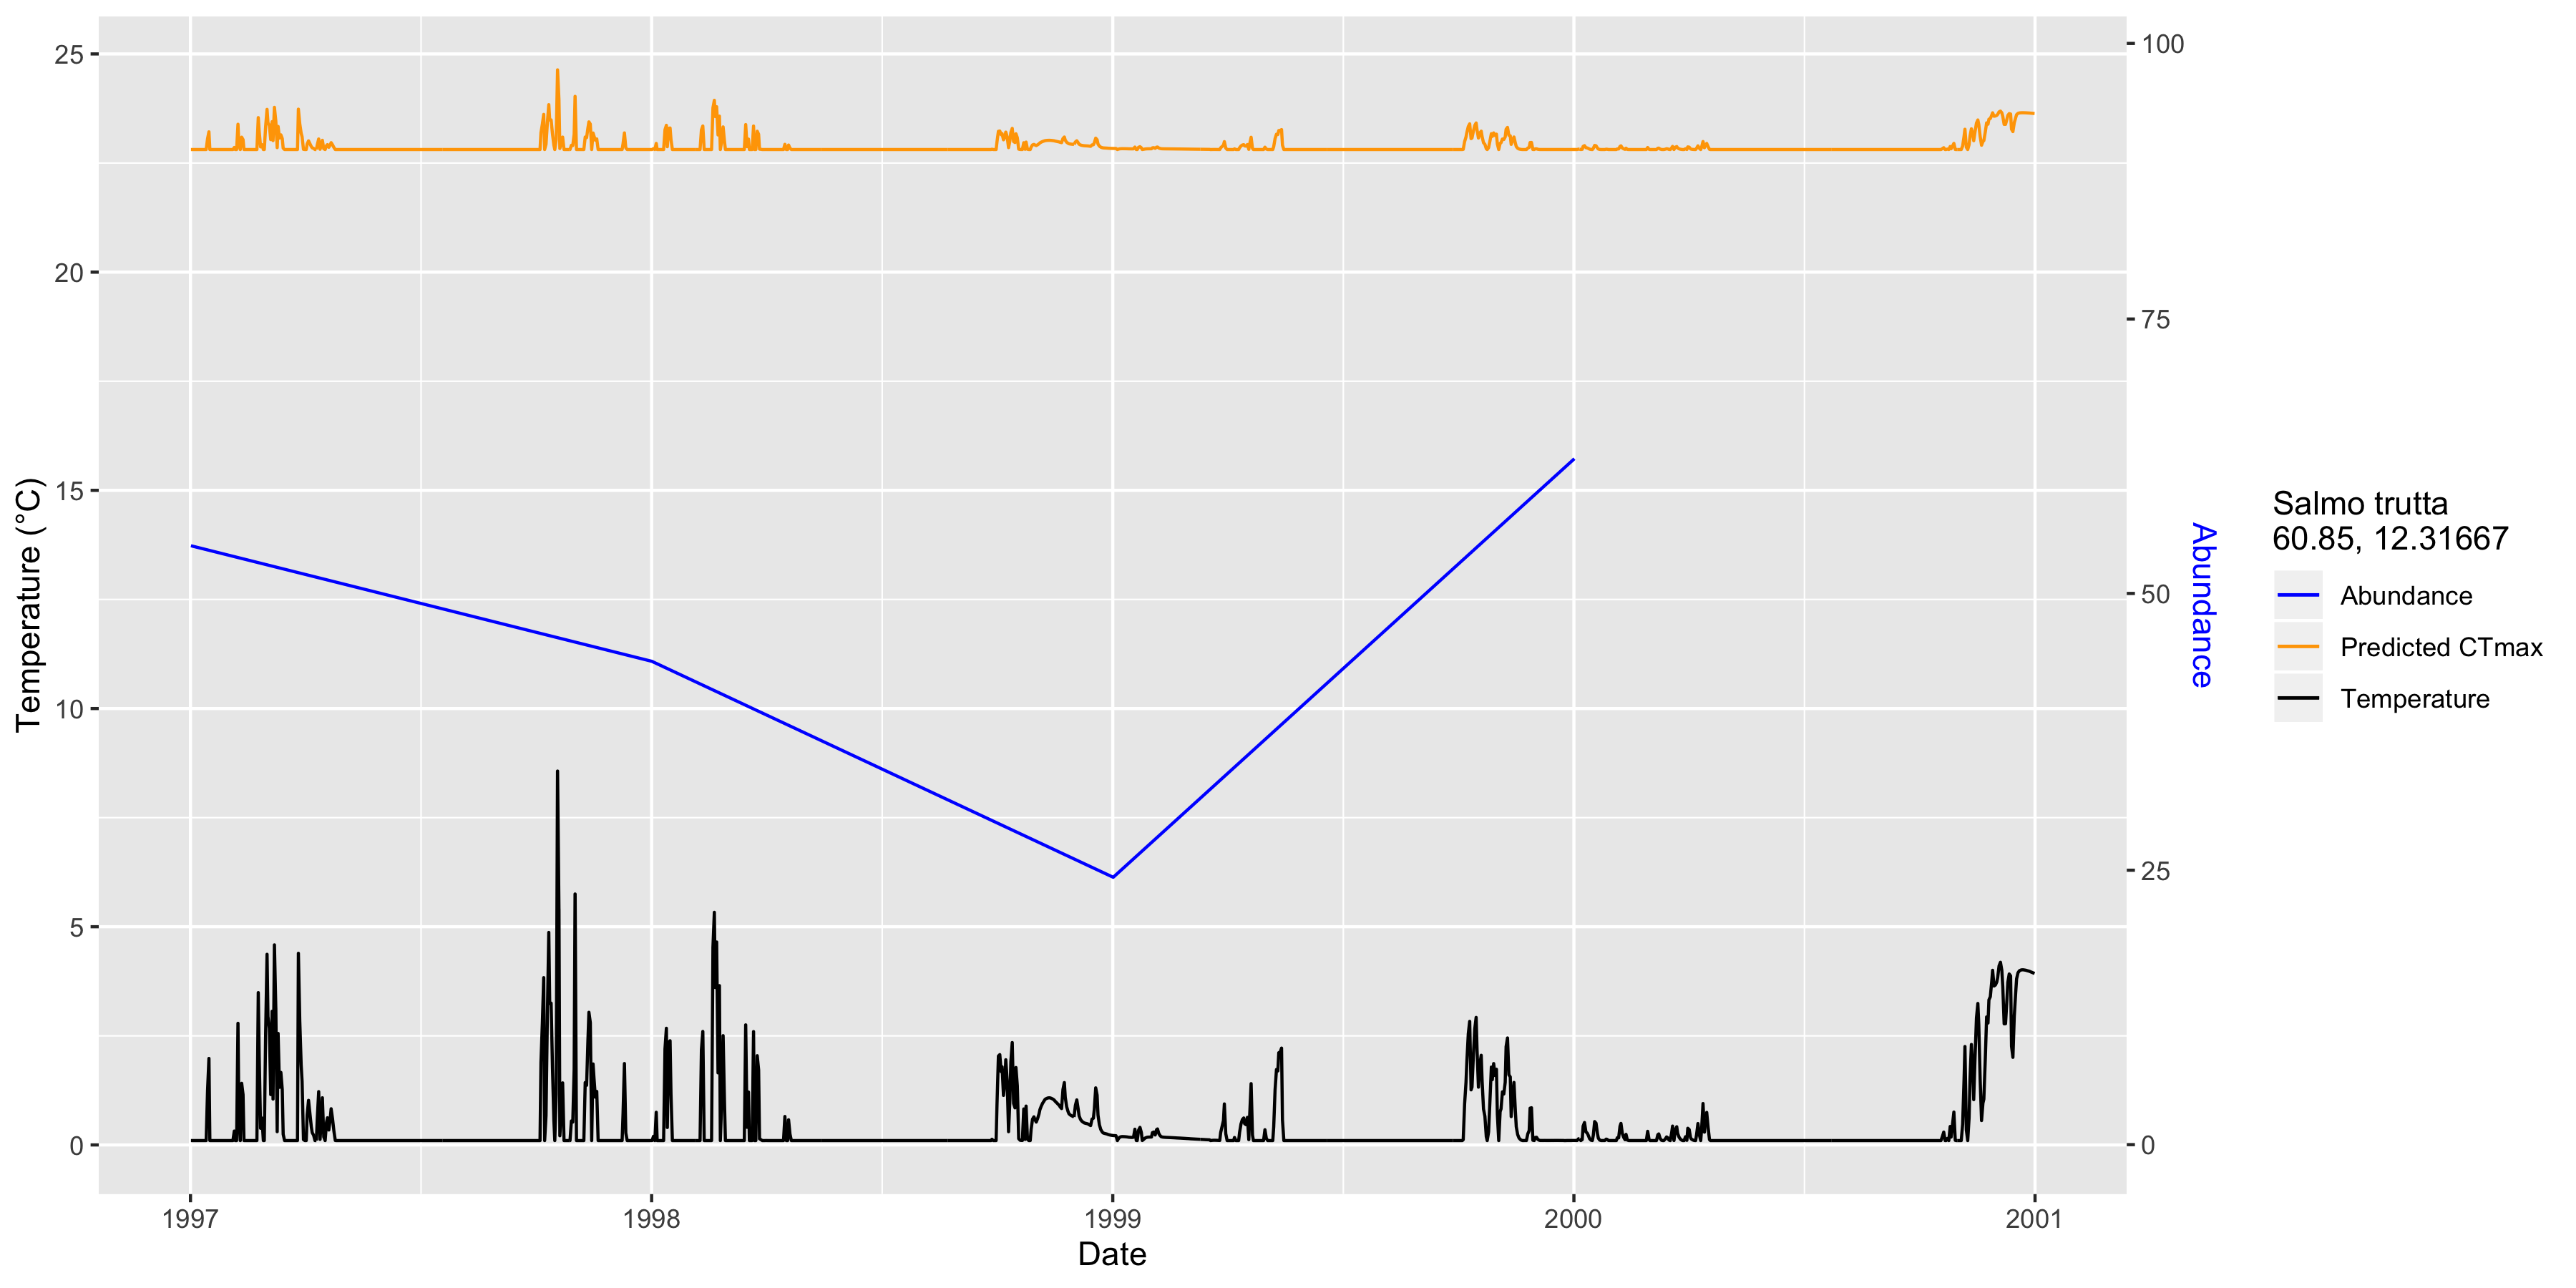 25
20
15
10
5
0
Temperature (°C)
100
75
50
25
0
Abundance
1997
1998
1999
2000
2001
Date
Salmo trutta
60.85, 12.31667
Abundance
Predicted CTmax
Temperature